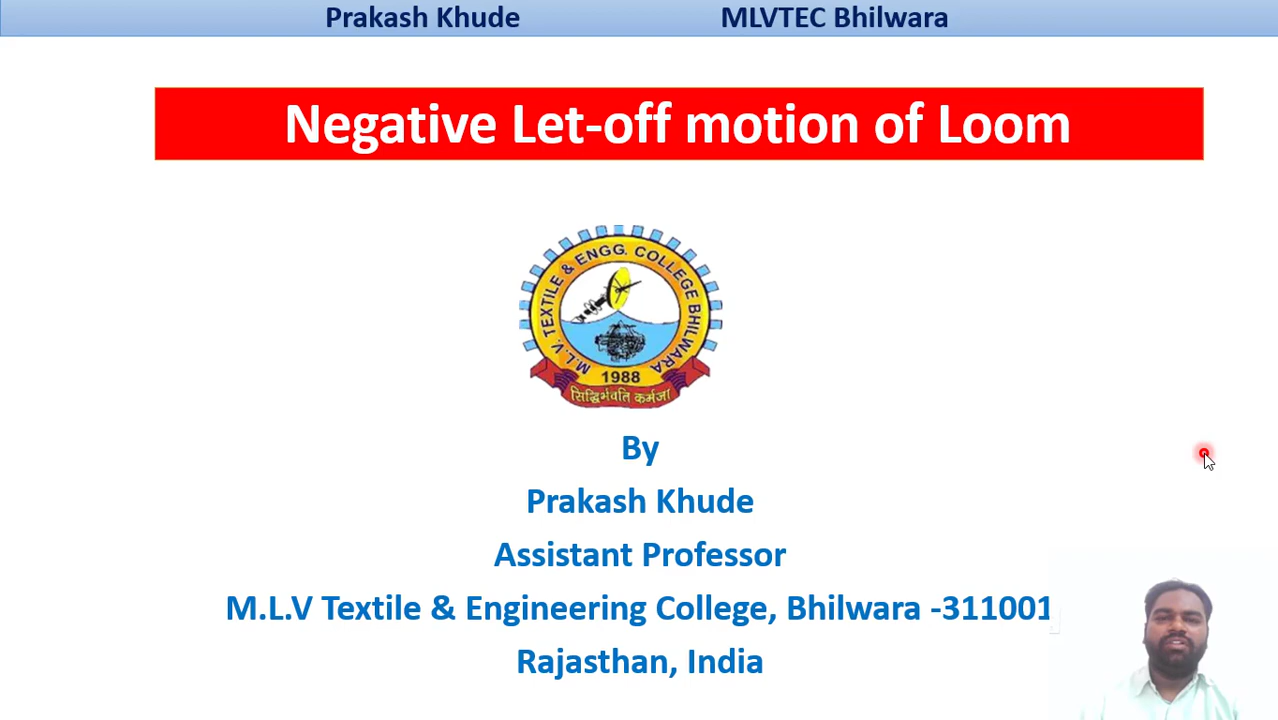 Prakash Khude MLVTEC Bhilwara
Negative Let-off motion of Loom
M.L.V. TEXTILE & ENGG. COLLEGE BHILWARA
1988
सिद्धिर्भवति कर्मजा
By
Prakash Khude
Assistant Professor
M.L.V Textile & Engineering College, Bhilwara -311001
Rajasthan, India